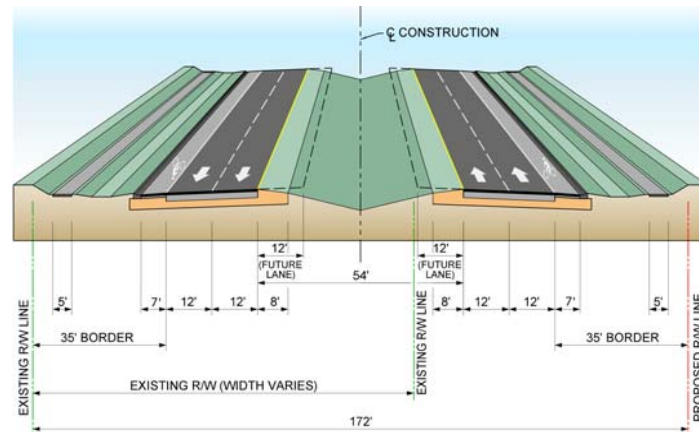 ℄ CONSTRUCTION
12'
(FUTURE
LANE)
12'
(FUTURE
LANE)
54'
5'
7'
12'
12'
8'
8'
12'
12'
7'
5'
35' BORDER
35' BORDER
EXISTING R/W LINE
EXISTING R/W (WIDTH VARIES)
EXISTING R/W LINE
PROPOSED R/W LINE
172'